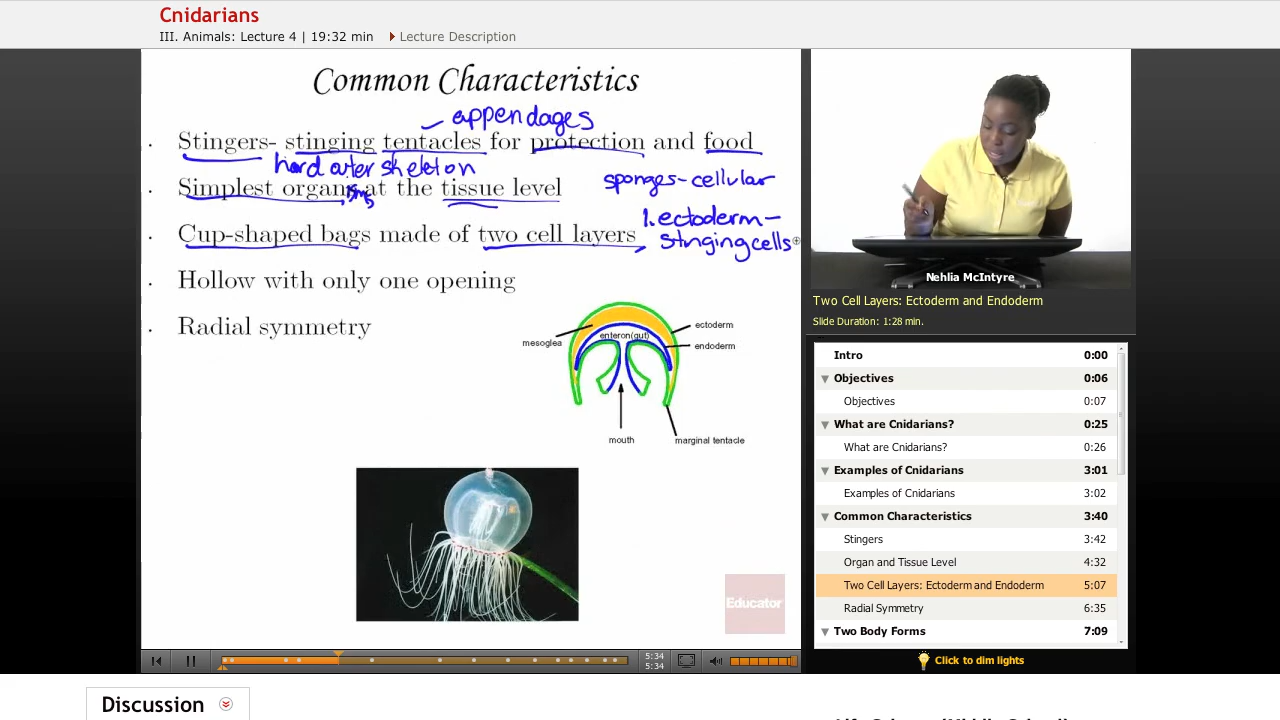 Cnidarians
III. Animals: Lecture 4 | 19:32 min Lecture Description
Common Characteristics
appendages
Stingers- stinging tentacles for protection and food
hard outer skeleton
Simplest organ at the tissue level
sponges-cellular
1. ectoderm-
stinging cells
Cup-shaped bags made of two cell layers
Hollow with only one opening
Radial symmetry
ectoderm
enteron(gut)
mesoglea
endoderm
mouth
marginal tentacle
Educator
Nehlia McIntyre
Two Cell Layers: Ectoderm and Endoderm
Slide Duration: 1:28 min.
Intro 0:00
Objectives 0:06
Objectives 0:07
What are Cnidarians? 0:25
What are Cnidarians? 0:26
Examples of Cnidarians 3:01
Examples of Cnidarians 3:02
Common Characteristics 3:40
Stingers 3:42
Organ and Tissue Level 4:32
Two Cell Layers: Ectoderm and Endoderm 5:07
Radial Symmetry 6:35
Two Body Forms 7:09
5:34
5:34
Click to dim lights
Discussion